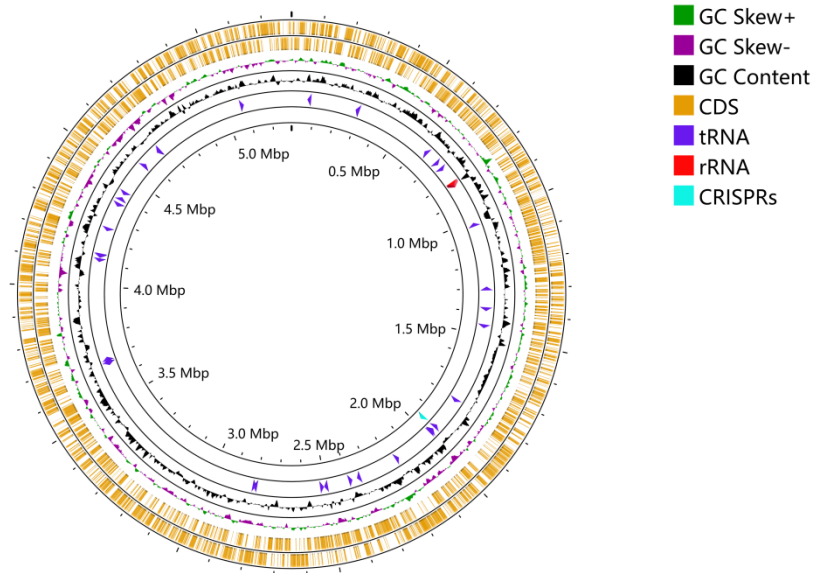 GC Skew+
GC Skew-
GC Content
CDS
tRNA
rRNA
CRISPRs
0.5 Mbp
1.0 Mbp
1.5 Mbp
2.0 Mbp
2.5 Mbp
3.0 Mbp
3.5 Mbp
4.0 Mbp
4.5 Mbp
5.0 Mbp